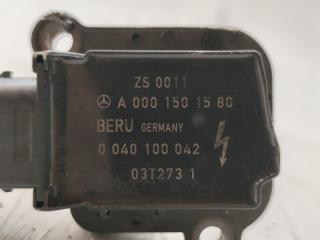 ZS 0011
A 000 150 15 80
BERU GERMANY
0 040 100 042
03T273 1